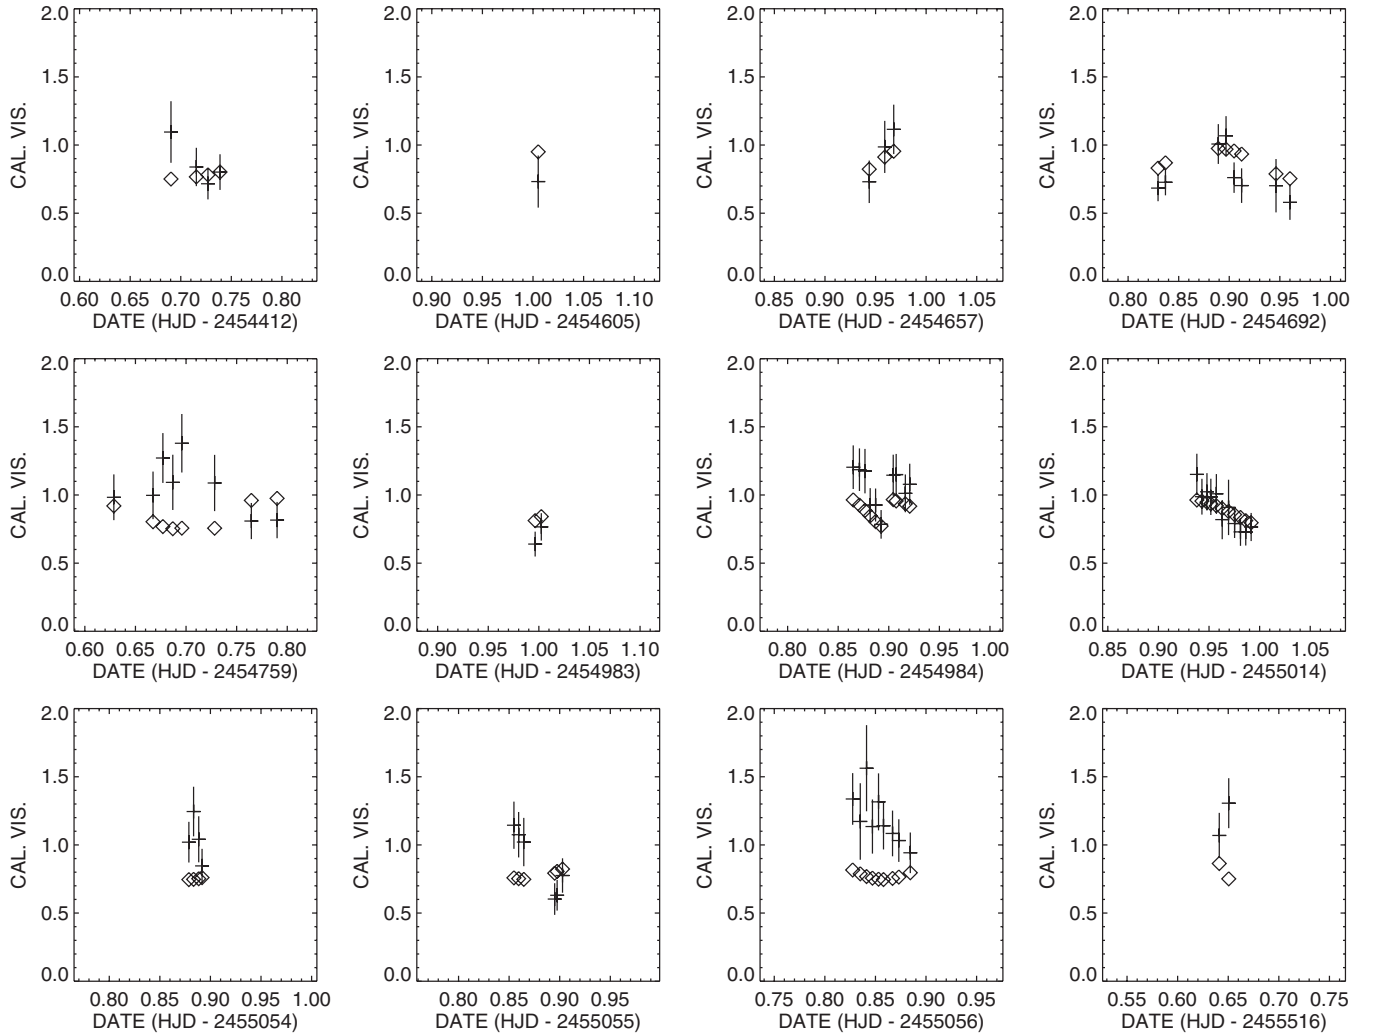 2.0 2.0 2.0 2.0
1.5 1.5 1.5 1.5
CAL. VIS. CAL. VIS. CAL. VIS. CAL. VIS.
1.0 1.0 1.0 1.0
0.5 0.5 0.5 0.5
0.0 0.0 0.0 0.0
0.60 0.65 0.70 0.75 0.80 0.90 0.95 1.00 1.05 1.10 0.85 0.90 0.95 1.00 1.05 0.80 0.85 0.90 0.95 1.00
DATE (HJD - 2454412) DATE (HJD - 2454605) DATE (HJD - 2454657) DATE (HJD - 2454692)
2.0 2.0 2.0 2.0
1.5 1.5 1.5 1.5
CAL. VIS. CAL. VIS. CAL. VIS. CAL. VIS.
1.0 1.0 1.0 1.0
0.5 0.5 0.5 0.5
0.0 0.0 0.0 0.0
0.60 0.65 0.70 0.75 0.80 0.90 0.95 1.00 1.05 1.10 0.80 0.85 0.90 0.95 1.00 0.85 0.90 0.95 1.00 1.05
DATE (HJD - 2454759) DATE (HJD - 2454983) DATE (HJD - 2454984) DATE (HJD - 2455014)
2.0 2.0 2.0 2.0
1.5 1.5 1.5 1.5
CAL. VIS. CAL. VIS. CAL. VIS. CAL. VIS.
1.0 1.0 1.0 1.0
0.5 0.5 0.5 0.5
0.0 0.0 0.0 0.0
0.80 0.85 0.90 0.95 1.00 0.80 0.85 0.90 0.95 0.75 0.80 0.85 0.90 0.95 0.55 0.60 0.65 0.70 0.75
DATE (HJD - 2455054) DATE (HJD - 2455055) DATE (HJD - 2455056) DATE (HJD - 2455516)